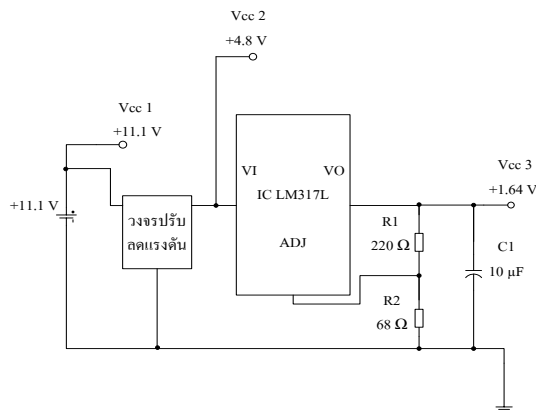 Vcc 2
+4.8 V
Vcc 1
+11.1 V
Vcc 3
+1.64 V
VI
VO
IC LM317L
ADJ
+11.1 V
วงจรปรับ
ลดแรงดัน
R1
220 Ω
C1
10 µF
R2
68 Ω